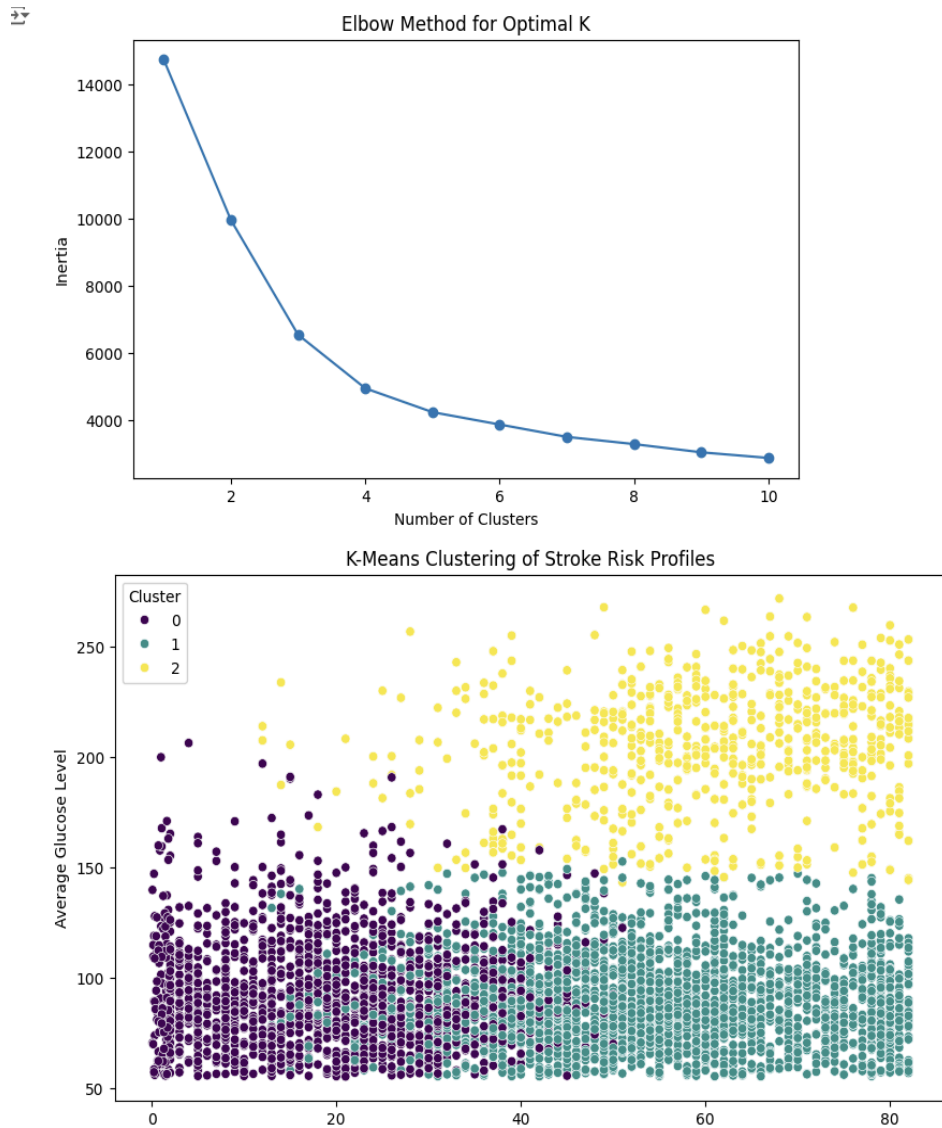 Elbow Method for Optimal K
14000
12000
10000
8000
6000
4000
Inertia
2 4 6 8 10
Number of Clusters
K-Means Clustering of Stroke Risk Profiles
Cluster
0
1
2
250
200
150
100
50
Average Glucose Level
0 20 40 60 80